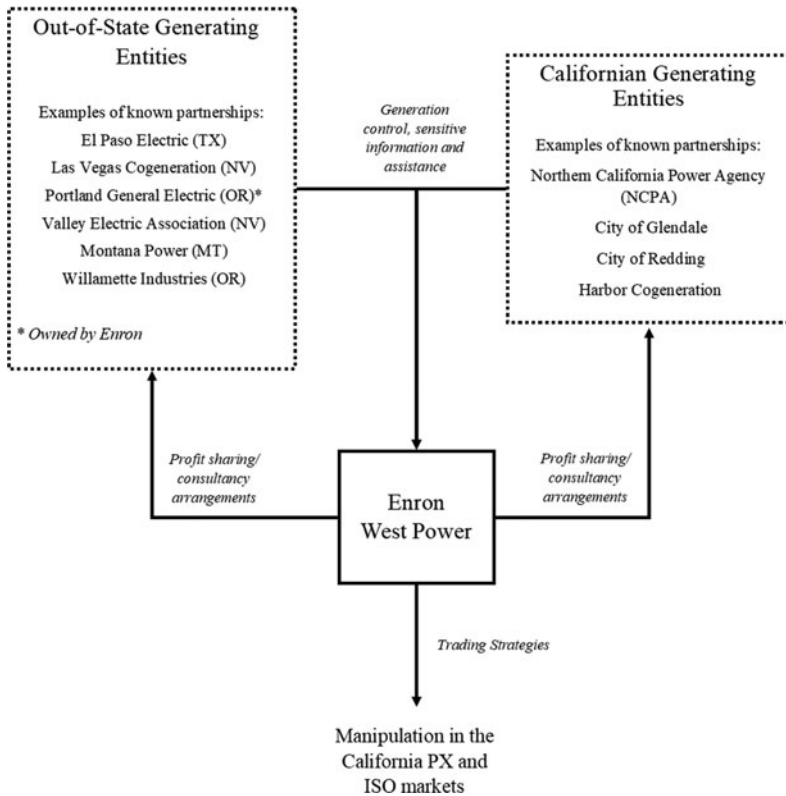 Out-of-State Generating
Entities
Examples of known partnerships:
El Paso Electric (TX)
Las Vegas Cogeneration (NV)
Portland General Electric (OR)*
Valley Electric Association (NV)
Montana Power (MT)
Willamette Industries (OR)
* Owned by Enron
Generation
control, sensitive
information and
assistance
Californian Generating
Entities
Examples of known partnerships:
Northern California Power Agency
(NCPA)
City of Glendale
City of Redding
Harbor Cogeneration
Profit sharing/
consultancy
arrangements
Enron
West Power
Profit sharing/
consultancy
arrangements
Trading Strategies
Manipulation in the
California PX and
ISO markets